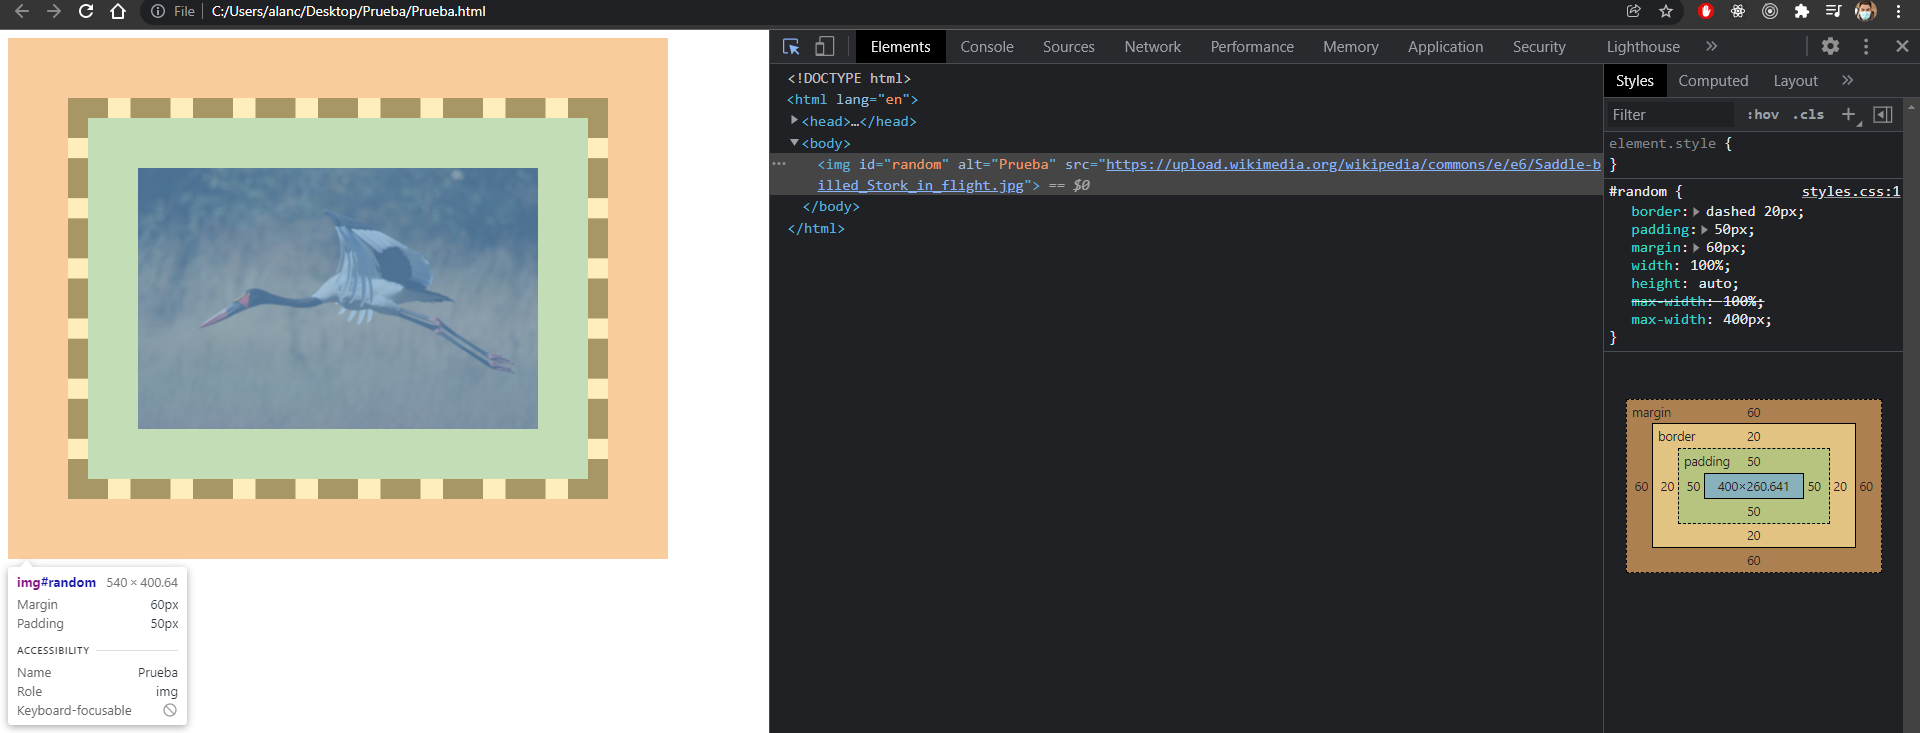 File C:/Users/alanc/Desktop/Prueba/Prueba.html
Elements Console Sources Network Performance Memory Application Security Lighthouse »
<!DOCTYPE html>
<html lang="en">
<head>…</head>
<body>
<img id="random" alt="Prueba" src="https://upload.wikimedia.org/wikipedia/commons/e/e6/Saddle-b
illed_Stork_in_flight.jpg"> == $0
</body>
</html>
Styles Computed Layout »
Filter :hov .cls +
element.style {
}
#random { styles.css:1
border: dashed 20px;
padding: 50px;
margin: 60px;
width: 100%;
height: auto;
max-width: 100%;
max-width: 400px;
}
margin 60
border 20
padding 50
60 20 50 400×260.641 50 20 60
50
20
60
img#random 540 × 400.64
Margin 60px
Padding 50px
ACCESSIBILITY
Name Prueba
Role img
Keyboard-focusable